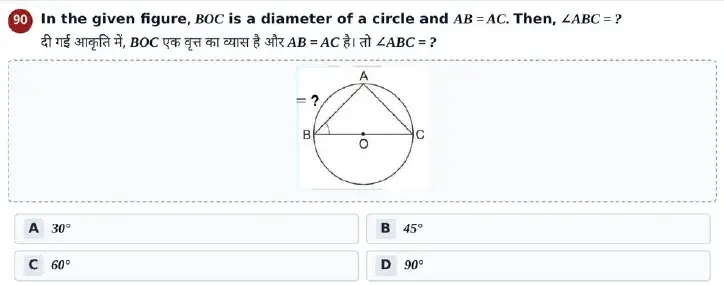 90 In the given figure, BOC is a diameter of a circle and AB = AC. Then, ∠ABC = ?
दी गई आकृति में, BOC एक वृत्त का व्यास है और AB = AC है। तो ∠ABC = ?
A
= ?
B C
O
A 30° B 45°
C 60° D 90°